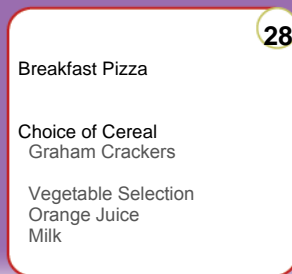 28
Breakfast Pizza
Choice of Cereal
Graham Crackers
Vegetable Selection
Orange Juice
Milk